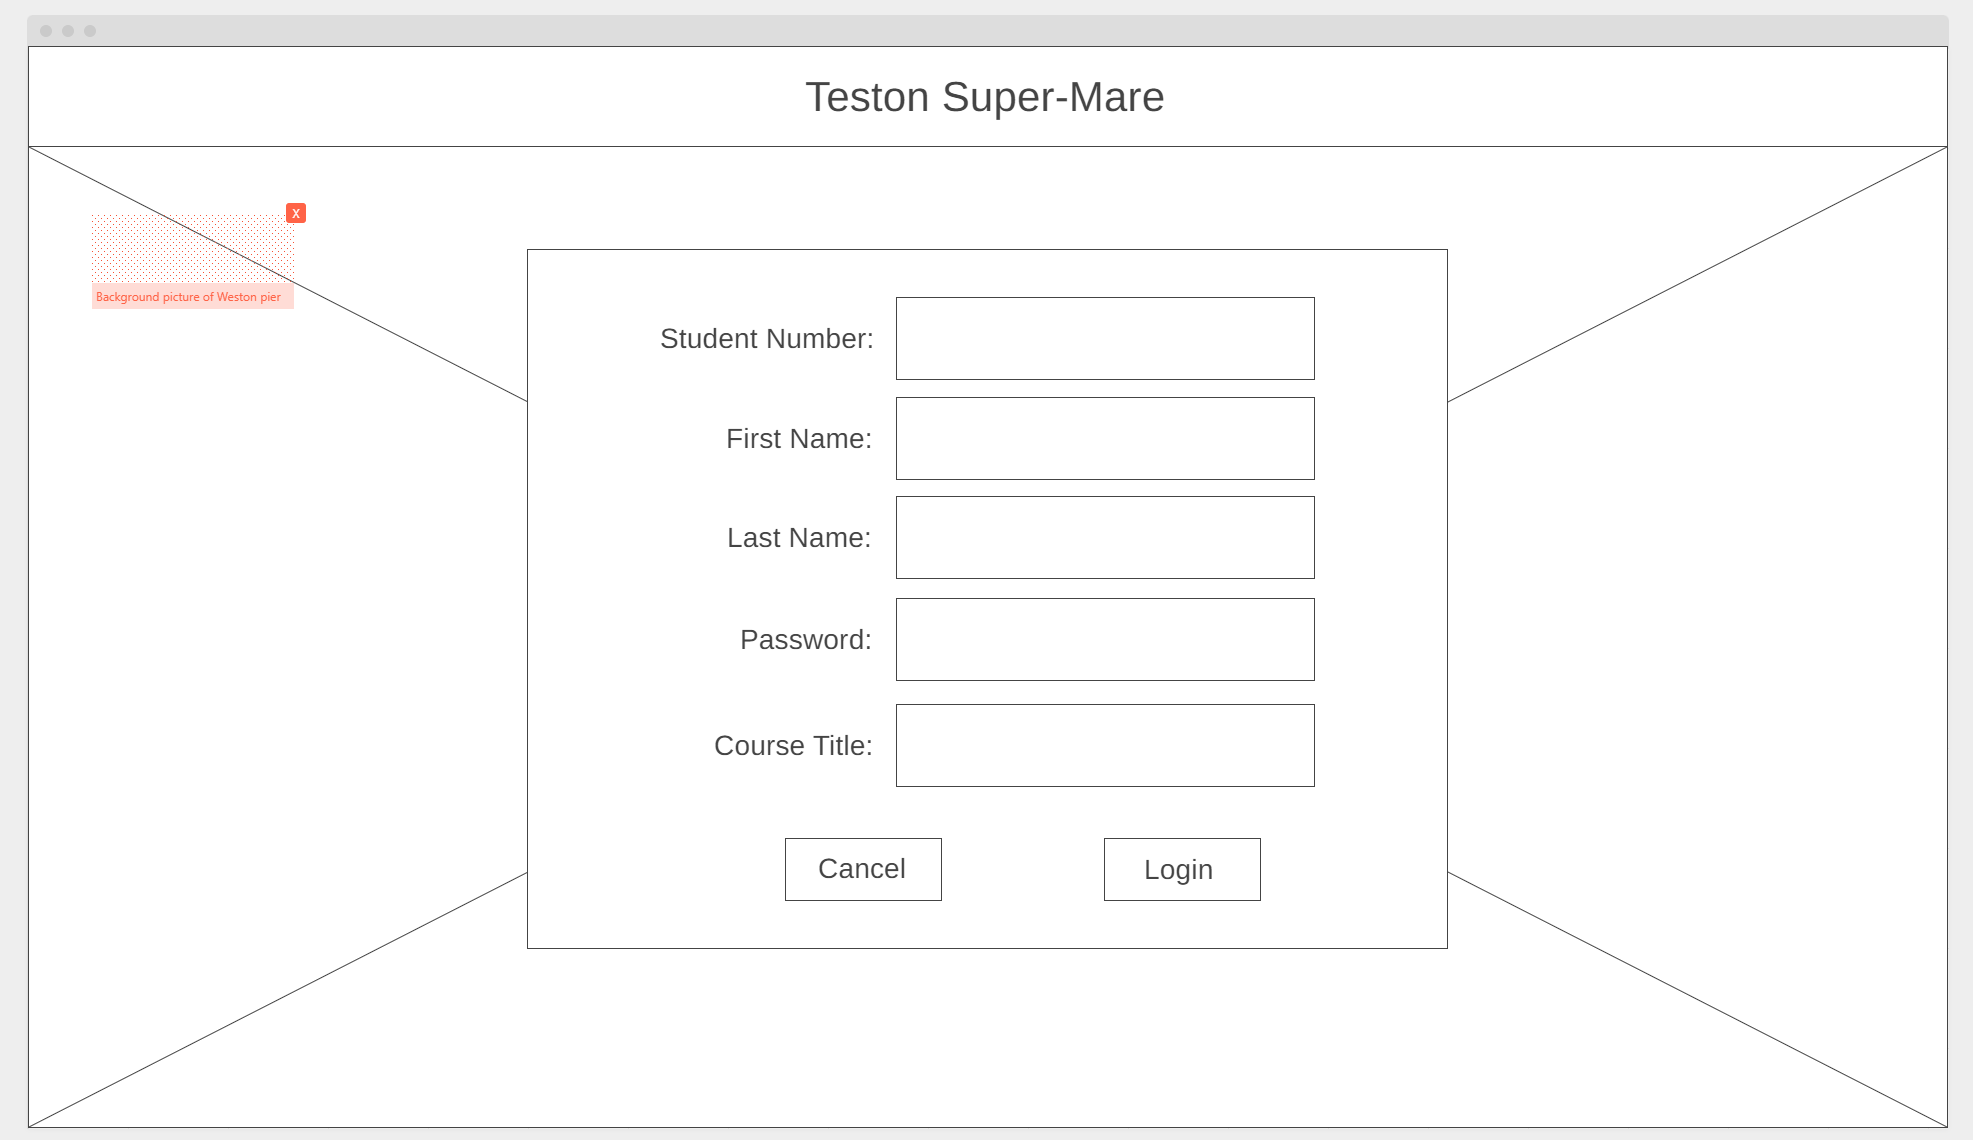 Teston Super-Mare
x
Background picture of Weston pier
Student Number:
First Name:
Last Name:
Password:
Course Title:
Cancel
Login